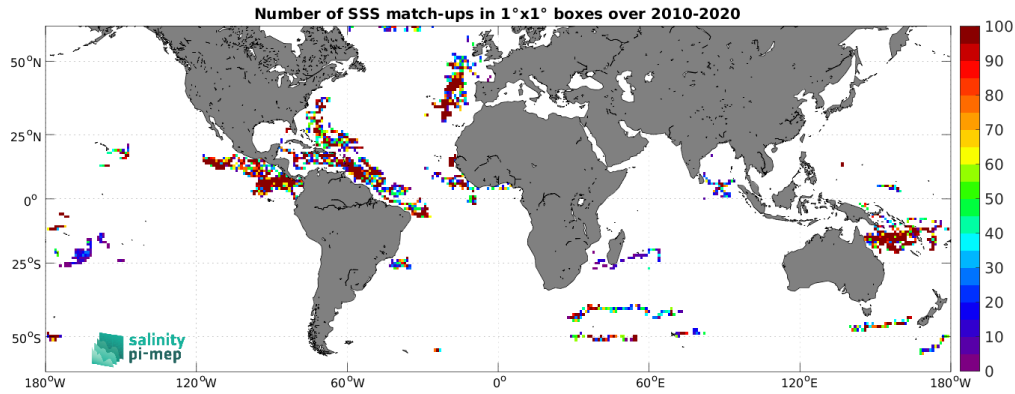 Number of SSS match-ups in 1°x1° boxes over 2010-2020
50°N
25°N
0°
25°S
50°S
180°W
120°W
60°W
0°
60°E
120°E
180°W
100
90
80
70
60
50
40
30
20
10
0
salinity
pi-mep